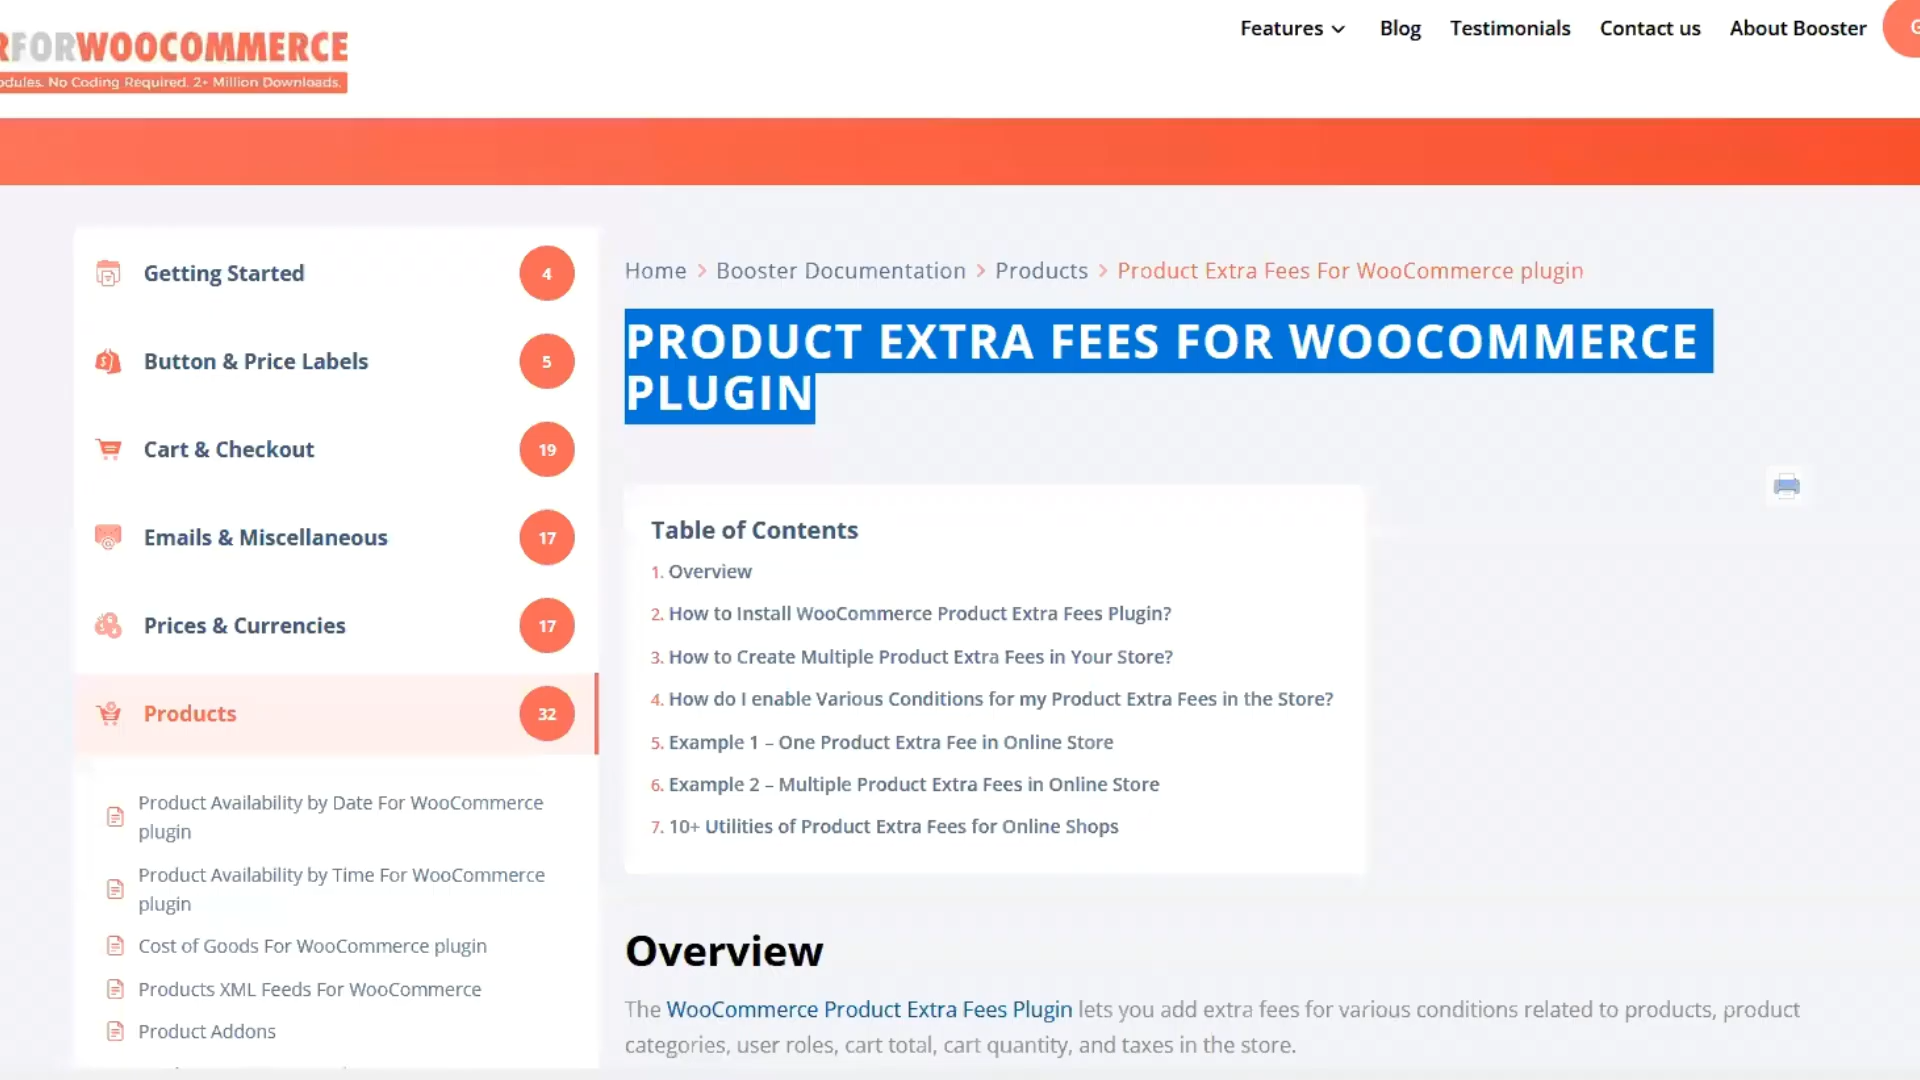 RFORWOOCOMMERCE
odules. No Coding Required. 2+ Million Downloads.
Features
Blog
Testimonials
Contact us
About Booster
Getting Started
4
Button & Price Labels
5
Cart & Checkout
19
Emails & Miscellaneous
17
Prices & Currencies
17
Products
32
Product Availability by Date For WooCommerce
plugin
Product Availability by Time For WooCommerce
plugin
Cost of Goods For WooCommerce plugin
Products XML Feeds For WooCommerce
Product Addons
Home > Booster Documentation > Products > Product Extra Fees For WooCommerce plugin
PRODUCT EXTRA FEES FOR WOOCOMMERCE
PLUGIN
Table of Contents
1. Overview
2. How to Install WooCommerce Product Extra Fees Plugin?
3. How to Create Multiple Product Extra Fees in Your Store?
4. How do I enable Various Conditions for my Product Extra Fees in the Store?
5. Example 1 – One Product Extra Fee in Online Store
6. Example 2 – Multiple Product Extra Fees in Online Store
7. 10+ Utilities of Product Extra Fees for Online Shops
Overview
The WooCommerce Product Extra Fees Plugin lets you add extra fees for various conditions related to products, product
categories, user roles, cart total, cart quantity, and taxes in the store.